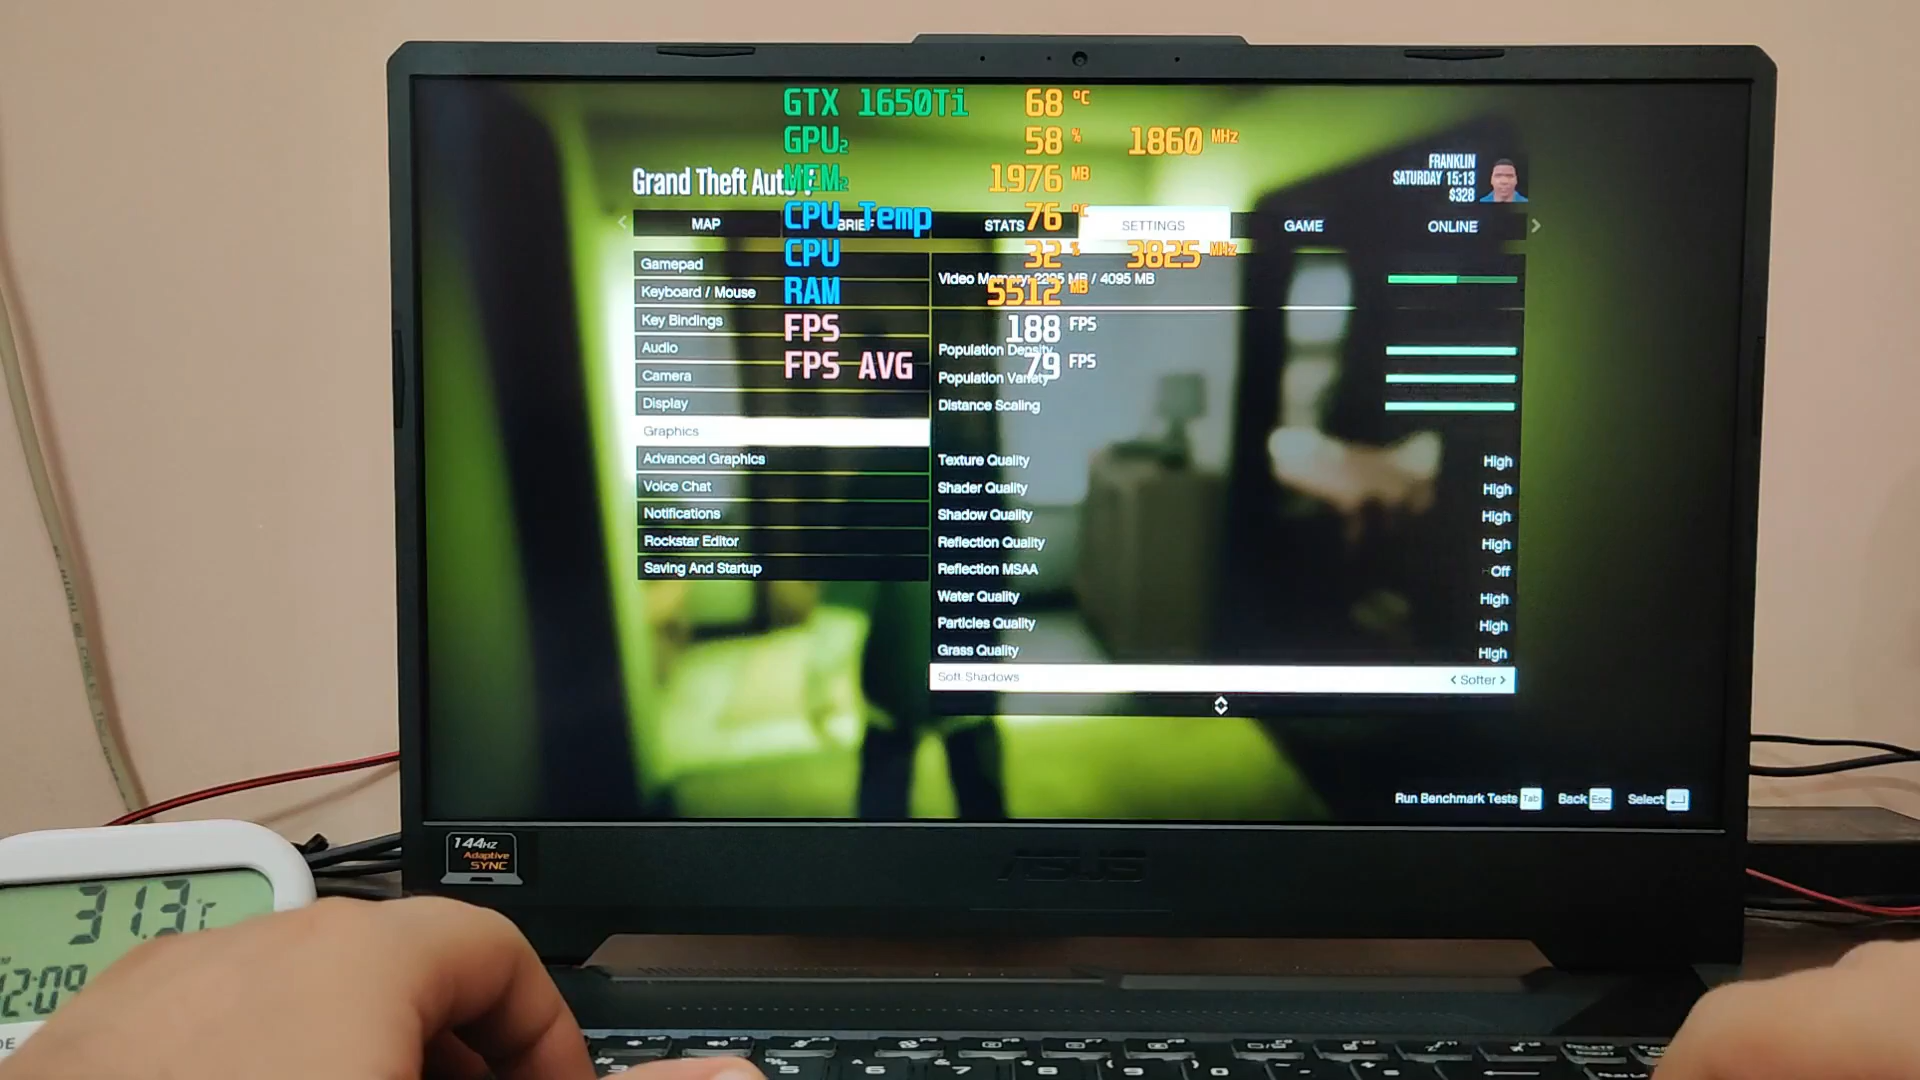 GTX 1650Ti 68 °C
GPU2 58 % 1860 MHz
MEM2 1976 MB
CPU Temp 76 °C
CPU 32 % 3825 MHz
RAM 5512 MB
FPS 188 FPS
FPS AVG 79 FPS
Grand Theft Auto V
FRANKLIN
SATURDAY 15:13
$328
MAP BRIEF STATS SETTINGS GAME ONLINE
Gamepad
Keyboard / Mouse
Key Bindings
Audio
Camera
Display
Graphics
Advanced Graphics
Voice Chat
Notifications
Rockstar Editor
Saving And Startup
Video Memory: MB / 4095 MB
Population Density
Population Variety
Distance Scaling
Texture Quality High
Shader Quality High
Shadow Quality High
Reflection Quality High
Reflection MSAA Off
Water Quality High
Particles Quality High
Grass Quality High
Soft Shadows < Softer >
Run Benchmark Tests Tab Back Esc Select
144HZ
Adaptive
SYNC
ASUS
31.3
12:09